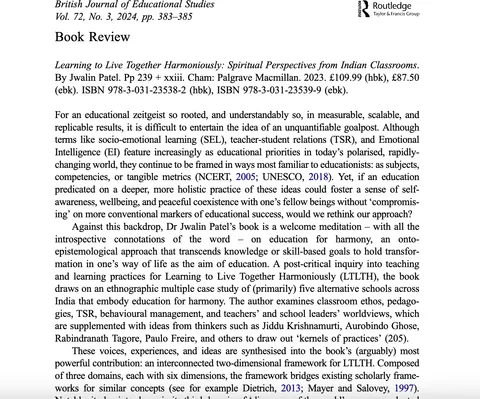 British Journal of Educational Studies
Vol. 72, No. 3, 2024, pp. 383–385
Routledge
Taylor & Francis Group
Book Review
Learning to Live Together Harmoniously: Spiritual Perspectives from Indian Classrooms.
By Jwalin Patel. Pp 239 + xxiii. Cham: Palgrave Macmillan. 2023. £109.99 (hbk), £87.50
(ebk). ISBN 978-3-031-23538-2 (hbk), ISBN 978-3-031-23539-9 (ebk).
For an educational zeitgeist so rooted, and understandably so, in measurable, scalable, and
replicable results, it is difficult to entertain the idea of an unquantifiable goalpost. Although
terms like socio-emotional learning (SEL), teacher-student relations (TSR), and Emotional
Intelligence (EI) feature increasingly as educational priorities in today's polarised, rapidly-
changing world, they continue to be framed in ways most familiar to educationists: as subjects,
competencies, or tangible metrics (NCERT, 2005; UNESCO, 2018). Yet, if an education
predicated on a deeper, more holistic practice of these ideas could foster a sense of self-
awareness, wellbeing, and peaceful coexistence with one's fellow beings without 'compromis-
ing' on more conventional markers of educational success, would we rethink our approach?
Against this backdrop, Dr Jwalin Patel's book is a welcome meditation – with all the
introspective connotations of the word – on education for harmony, an onto-
epistemological approach that transcends knowledge or skill-based goals to hold transfor-
mation in one's way of life as the aim of education. A post-critical inquiry into teaching
and learning practices for Learning to Live Together Harmoniously (LTLTH), the book
draws on an ethnographic multiple case study of (primarily) five alternative schools across
India that embody education for harmony. The author examines classroom ethos, pedago-
gies, TSR, behavioural management, and teachers' and school leaders' worldviews, which
are supplemented with ideas from thinkers such as Jiddu Krishnamurti, Aurobindo Ghose,
Rabindranath Tagore, Paulo Freire, and others to draw out 'kernels of practices' (205).
These voices, experiences, and ideas are synthesised into the book's (arguably) most
powerful contribution: an interconnected two-dimensional framework for LTLTH. Composed
of three domains, each with six dimensions, the framework bridges existing scholarly frame-
works for similar concepts (see for example Dietrich, 2013; Mayer and Salovey, 1997).